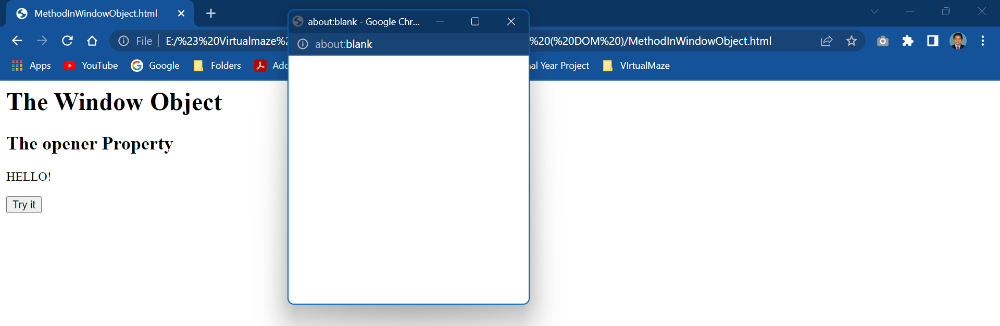 MethodInWindowObject.html
about:blank - Google Chr...
File
E:/%23%20Virtualmaze%2
%20(%20DOM%20)/MethodInWindowObject.html
about:blank
Apps
YouTube
Google
Folders
Adc
nal Year Project
VIrtualMaze
The Window Object
The opener Property
HELLO!
Try it